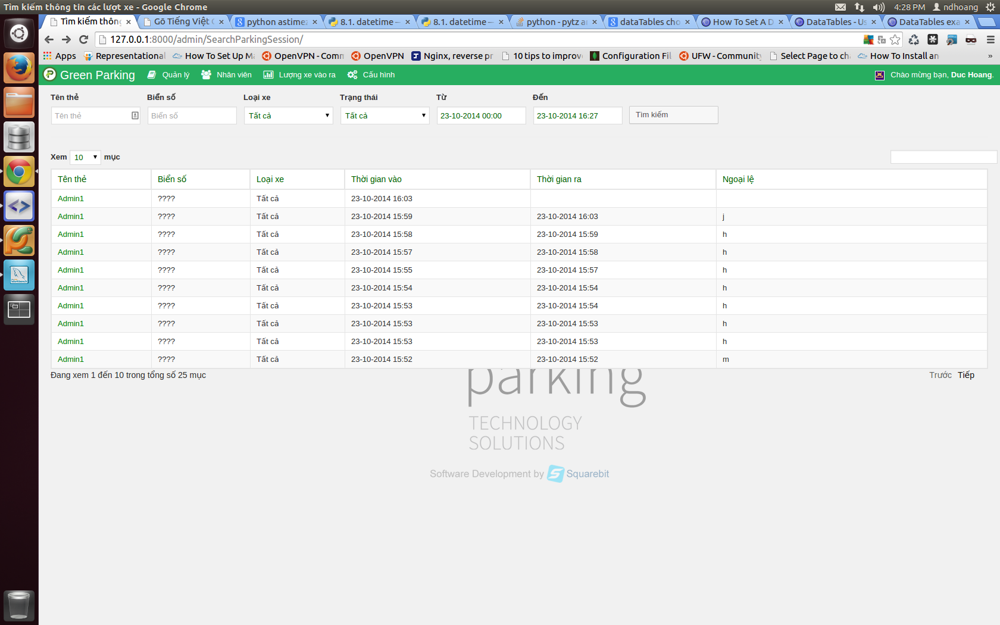 Tìm kiếm thông tin các lượt xe - Google Chrome
4:28 PM ndhoang
Tìm kiếm thông
Gõ Tiếng Việt
python astimez
8.1. datetime —
8.1. datetime —
python - pytz a
dataTables cho
How To Set A D
DataTables - Us
DataTables exa
127.0.0.1:8000/admin/SearchParkingSession/
Apps
Representational
How To Set Up M
OpenVPN - Comm
OpenVPN
Nginx, reverse pr
10 tips to improv
Configuration Fil
UFW - Community
Select Page to ch
How To Install an
»
Green Parking Quản lý Nhân viên Lượng xe vào ra Cấu hình Chào mừng bạn, Duc Hoang.
Tên thẻ Biển số Loại xe Trạng thái Từ Đến
Tên thẻ Biển số Tất cả Tất cả 23-10-2014 00:00 23-10-2014 16:27 Tìm kiếm
Xem 10 mục
Tên thẻ Biển số Loại xe Thời gian vào Thời gian ra Ngoại lệ
Admin1 ???? Tất cả 23-10-2014 16:03
Admin1 ???? Tất cả 23-10-2014 15:59 23-10-2014 16:03 j
Admin1 ???? Tất cả 23-10-2014 15:58 23-10-2014 15:59 h
Admin1 ???? Tất cả 23-10-2014 15:57 23-10-2014 15:58 h
Admin1 ???? Tất cả 23-10-2014 15:55 23-10-2014 15:57 h
Admin1 ???? Tất cả 23-10-2014 15:54 23-10-2014 15:54 h
Admin1 ???? Tất cả 23-10-2014 15:53 23-10-2014 15:54 h
Admin1 ???? Tất cả 23-10-2014 15:53 23-10-2014 15:53 h
Admin1 ???? Tất cả 23-10-2014 15:53 23-10-2014 15:53 h
Admin1 ???? Tất cả 23-10-2014 15:52 23-10-2014 15:52 m
Đang xem 1 đến 10 trong tổng số 25 mục Trước Tiếp
parking
TECHNOLOGY
SOLUTIONS
Software Development by Squarebit